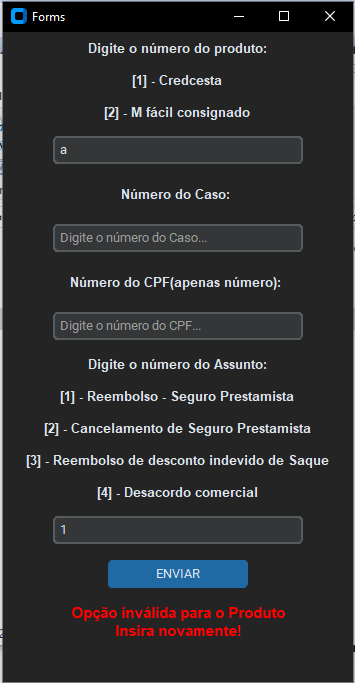 Forms
Digite o número do produto:
[1] - Credcesta
[2] - M fácil consignado
a
Número do Caso:
Digite o número do Caso...
Número do CPF(apenas número):
Digite o número do CPF...
Digite o número do Assunto:
[1] - Reembolso - Seguro Prestamista
[2] - Cancelamento de Seguro Prestamista
[3] - Reembolso de desconto indevido de Saque
[4] - Desacordo comercial
1
ENVIAR
Opção inválida para o Produto
Insira novamente!